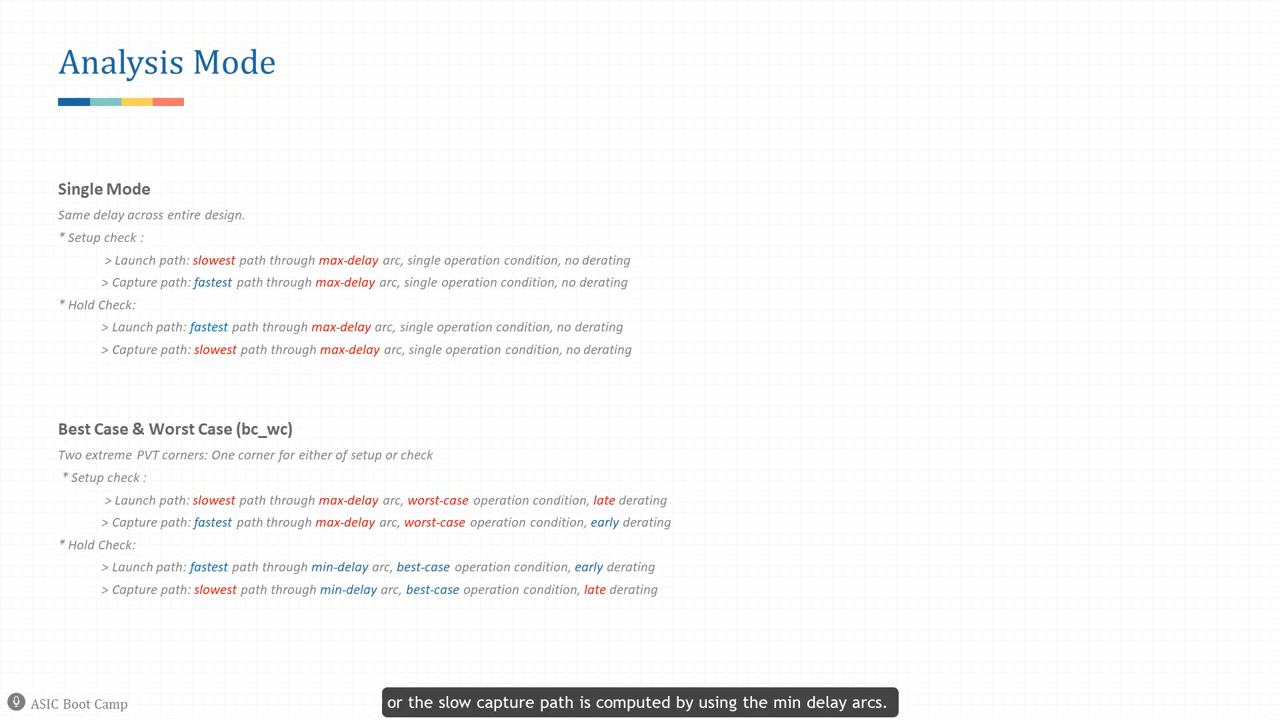 Analysis Mode
Single Mode
Same delay across entire design.
* Setup check :
> Launch path: slowest path through max-delay arc, single operation condition, no derating
> Capture path: fastest path through max-delay arc, single operation condition, no derating
* Hold Check:
> Launch path: fastest path through max-delay arc, single operation condition, no derating
> Capture path: slowest path through max-delay arc, single operation condition, no derating
Best Case & Worst Case (bc_wc)
Two extreme PVT corners: One corner for either of setup or check
* Setup check :
> Launch path: slowest path through max-delay arc, worst-case operation condition, late derating
> Capture path: fastest path through max-delay arc, worst-case operation condition, early derating
* Hold Check:
> Launch path: fastest path through min-delay arc, best-case operation condition, early derating
> Capture path: slowest path through min-delay arc, best-case operation condition, late derating
ASIC Boot Camp
or the slow capture path is computed by using the min delay arcs.